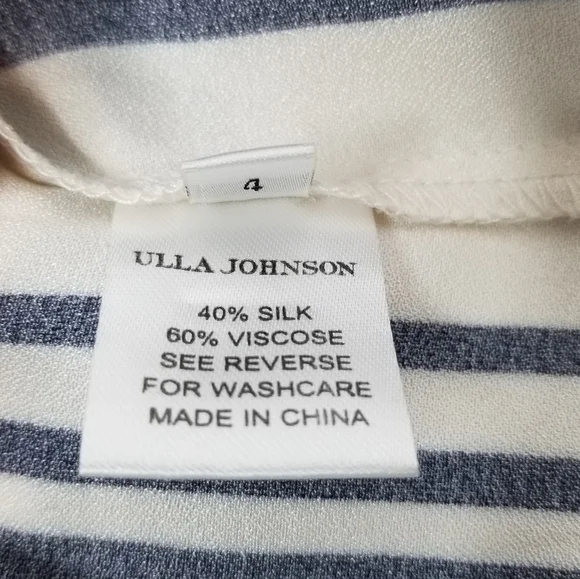 4
ULLA JOHNSON
40% SILK
60% VISCOSE
SEE REVERSE
FOR WASHCARE
MADE IN CHINA